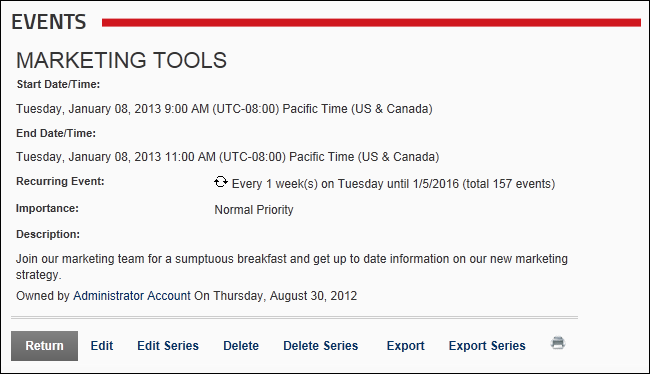 EVENTS
MARKETING TOOLS
Start Date/Time:
Tuesday, January 08, 2013 9:00 AM (UTC-08:00) Pacific Time (US & Canada)
End Date/Time:
Tuesday, January 08, 2013 11:00 AM (UTC-08:00) Pacific Time (US & Canada)
Recurring Event: Every 1 week(s) on Tuesday until 1/5/2016 (total 157 events)
Importance: Normal Priority
Description:
Join our marketing team for a sumptuous breakfast and get up to date information on our new marketing
strategy.
Owned by Administrator Account On Thursday, August 30, 2012
Return Edit Edit Series Delete Delete Series Export Export Series